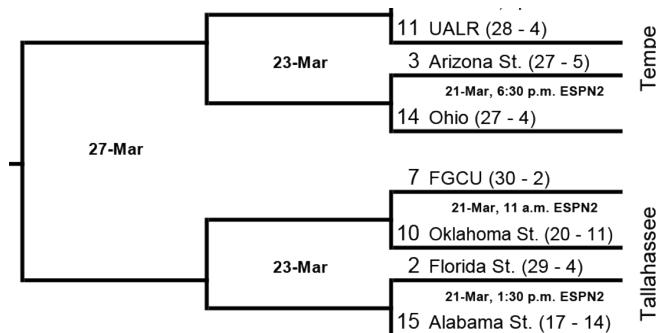 11 UALR (28 - 4)
3 Arizona St. (27 - 5)
23-Mar
21-Mar, 6:30 p.m. ESPN2
14 Ohio (27 - 4)
Tempe
27-Mar
7 FGCU (30 - 2)
21-Mar, 11 a.m. ESPN2
10 Oklahoma St. (20 - 11)
23-Mar
2 Florida St. (29 - 4)
21-Mar, 1:30 p.m. ESPN2
15 Alabama St. (17 - 14)
Tallahassee